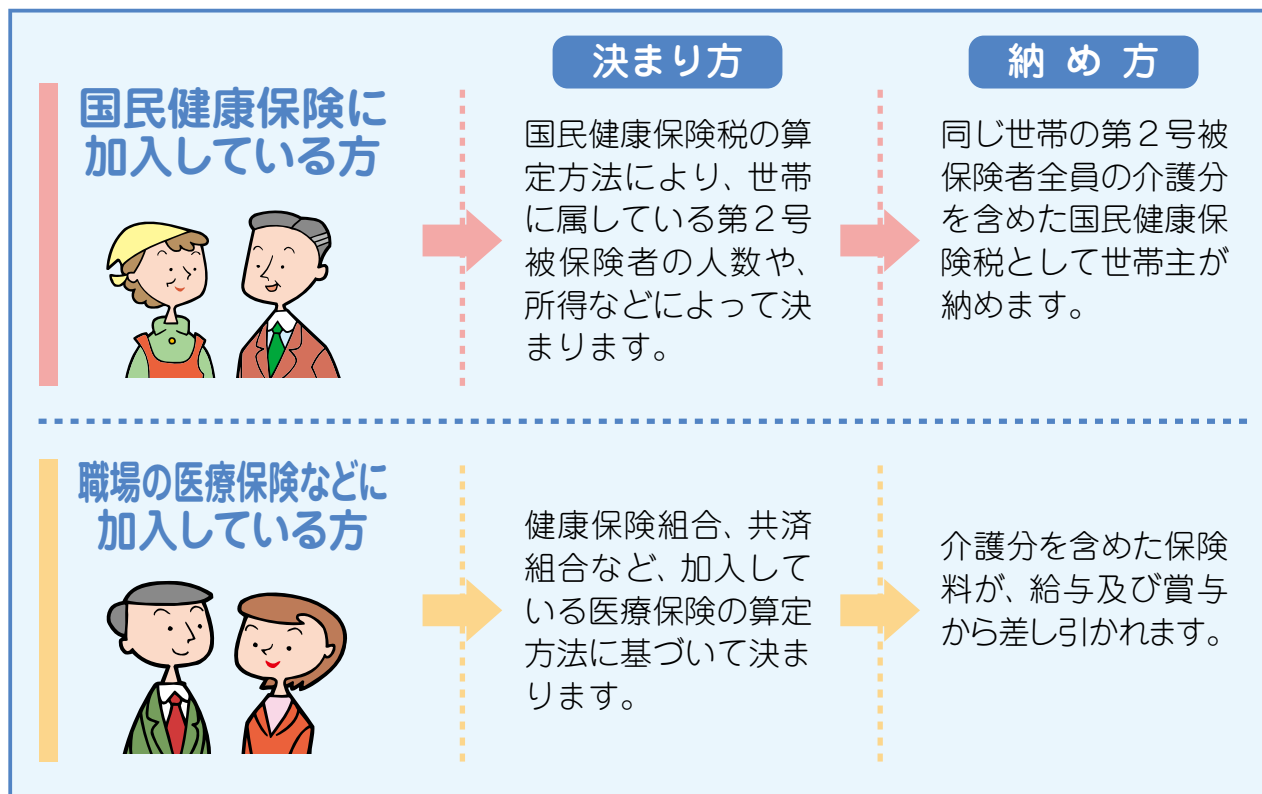 決まり方
納め方
国民健康保険に
加入している方
国民健康保険税の算
定方法により、世帯
に属している第２号
被保険者の人数や、
所得などによって決
まります。
同じ世帯の第２号被
保険者全員の介護分
を含めた国民健康保
険税として世帯主が
納めます。
職場の医療保険などに
加入している方
健康保険組合、共済
組合など、加入して
いる医療保険の算定
方法に基づいて決ま
ります。
介護分を含めた保険
料が、給与及び賞与
から差し引かれます。